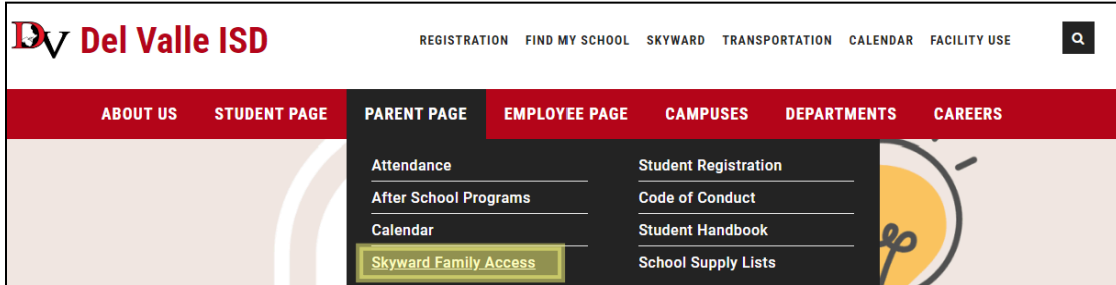 DV Del Valle ISD
REGISTRATION FIND MY SCHOOL SKYWARD TRANSPORTATION CALENDAR FACILITY USE
ABOUT US STUDENT PAGE PARENT PAGE EMPLOYEE PAGE CAMPUSES DEPARTMENTS CAREERS
Attendance Student Registration
After School Programs Code of Conduct
Calendar Student Handbook
Skyward Family Access School Supply Lists